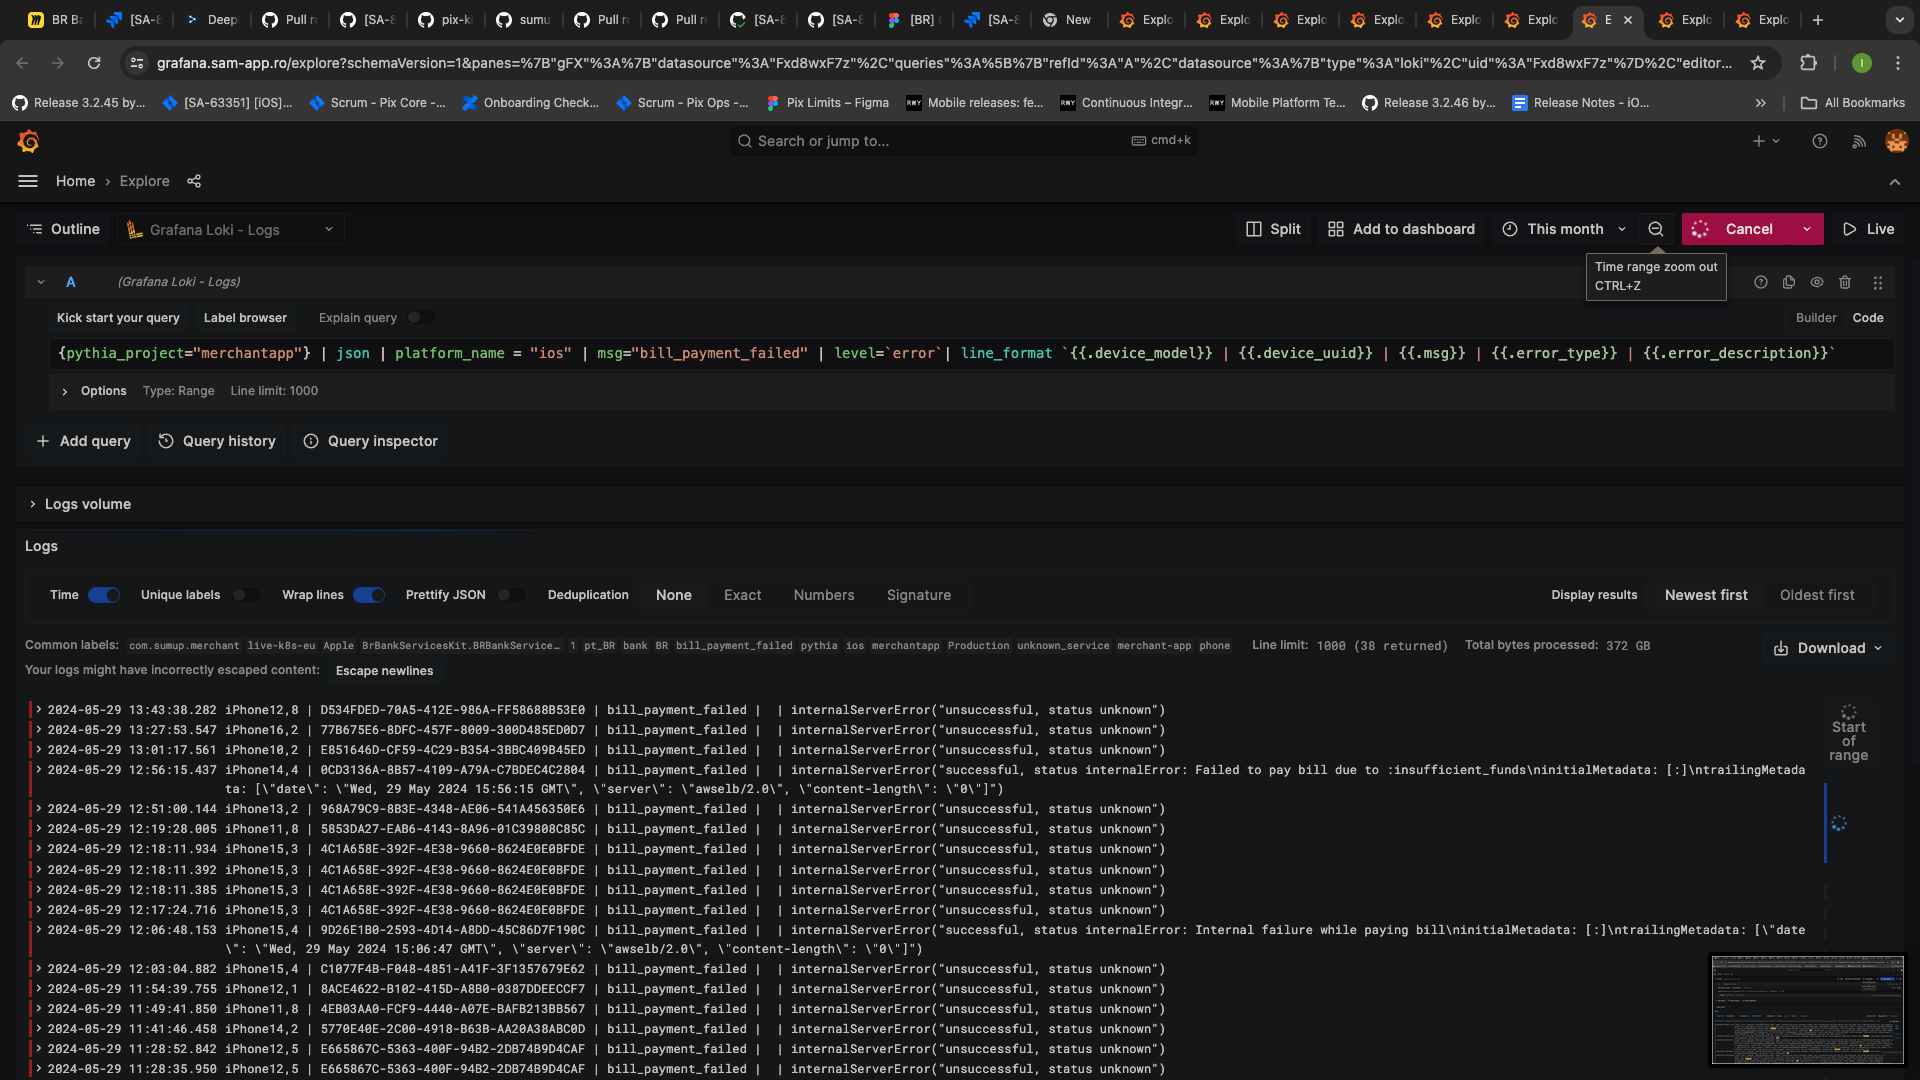 BR Ba
[SA-8
Deep
Pull re
[SA-8
pix-ki
sumu
Pull re
Pull re
[SA-8
[SA-8
[BR] 
[SA-8
New
Explo
Explo
Explo
Explo
Explo
Explo
E
Explo
Explo
grafana.sam-app.ro/explore?schemaVersion=1&panes=%7B"gFX"%3A%7B"datasource"%3A"Fxd8wxF7z"%2C"queries"%3A%5B%7B"refId"%3A"A"%2C"datasource"%3A%7B"type"%3A"loki"%2C"uid"%3A"Fxd8wxF7z"%7D%2C"editor...
I
Release 3.2.45 by...
[SA-63351] [iOS]...
Scrum - Pix Core -...
Onboarding Check...
Scrum - Pix Ops -...
Pix Limits – Figma
RWY Mobile releases: fe...
RWY Continuous Integr...
RWY Mobile Platform Te...
Release 3.2.46 by...
Release Notes - iO...
»
All Bookmarks
Search or jump to...
cmd+k
Home › Explore
Outline
Grafana Loki - Logs
Split
Add to dashboard
This month
Cancel
Live
Time range zoom out
CTRL+Z
A (Grafana Loki - Logs)
Kick start your query
Label browser
Explain query
Builder
Code
{pythia_project="merchantapp"} | json | platform_name = "ios" | msg="bill_payment_failed" | level=`error`| line_format `{{.device_model}} | {{.device_uuid}} | {{.msg}} | {{.error_type}} | {{.error_description}}`
Options Type: Range Line limit: 1000
+ Add query
Query history
Query inspector
Logs volume
Logs
Time
Unique labels
Wrap lines
Prettify JSON
Deduplication
None
Exact
Numbers
Signature
Display results
Newest first
Oldest first
Common labels: com.sumup.merchant live-k8s-eu Apple BrBankServicesKit.BRBankService… 1 pt_BR bank BR bill_payment_failed pythia ios merchantapp Production unknown_service merchant-app phone Line limit: 1000 (38 returned) Total bytes processed: 372 GB
Download
Your logs might have incorrectly escaped content: Escape newlines
2024-05-29 13:43:38.282 iPhone12,8 | D534FDED-70A5-412E-986A-FF58688B53E0 | bill_payment_failed | | internalServerError("unsuccessful, status unknown")
2024-05-29 13:27:53.547 iPhone16,2 | 77B675E6-8DFC-457F-8009-300D485ED0D7 | bill_payment_failed | | internalServerError("unsuccessful, status unknown")
2024-05-29 13:01:17.561 iPhone10,2 | E851646D-CF59-4C29-B354-3BBC409B45ED | bill_payment_failed | | internalServerError("unsuccessful, status unknown")
2024-05-29 12:56:15.437 iPhone14,4 | 0CD3136A-8B57-4109-A79A-C7BDEC4C2804 | bill_payment_failed | | internalServerError("successful, status internalError: Failed to pay bill due to :insufficient_funds\ninitialMetadata: [:]\ntrailingMetada
ta: [\"date\": \"Wed, 29 May 2024 15:56:15 GMT\", \"server\": \"awselb/2.0\", \"content-length\": \"0\"]")
2024-05-29 12:51:00.144 iPhone13,2 | 968A79C9-8B3E-4348-AE06-541A456350E6 | bill_payment_failed | | internalServerError("unsuccessful, status unknown")
2024-05-29 12:19:28.005 iPhone11,8 | 5853DA27-EAB6-4143-8A96-01C39808C85C | bill_payment_failed | | internalServerError("unsuccessful, status unknown")
2024-05-29 12:18:11.934 iPhone15,3 | 4C1A658E-392F-4E38-9660-8624E0E0BFDE | bill_payment_failed | | internalServerError("unsuccessful, status unknown")
2024-05-29 12:18:11.392 iPhone15,3 | 4C1A658E-392F-4E38-9660-8624E0E0BFDE | bill_payment_failed | | internalServerError("unsuccessful, status unknown")
2024-05-29 12:18:11.385 iPhone15,3 | 4C1A658E-392F-4E38-9660-8624E0E0BFDE | bill_payment_failed | | internalServerError("unsuccessful, status unknown")
2024-05-29 12:17:24.716 iPhone15,3 | 4C1A658E-392F-4E38-9660-8624E0E0BFDE | bill_payment_failed | | internalServerError("unsuccessful, status unknown")
2024-05-29 12:06:48.153 iPhone15,4 | 9D26E1B0-2593-4D14-A8DD-45C86D7F190C | bill_payment_failed | | internalServerError("successful, status internalError: Internal failure while paying bill\ninitialMetadata: [:]\ntrailingMetadata: [\"date
\": \"Wed, 29 May 2024 15:06:47 GMT\", \"server\": \"awselb/2.0\", \"content-length\": \"0\"]")
2024-05-29 12:03:04.882 iPhone15,4 | C1077F4B-F048-4851-A41F-3F1357679E62 | bill_payment_failed | | internalServerError("unsuccessful, status unknown")
2024-05-29 11:54:39.755 iPhone12,1 | 8ACE4622-B102-415D-A8B0-0387DDEECCF7 | bill_payment_failed | | internalServerError("unsuccessful, status unknown")
2024-05-29 11:49:41.850 iPhone11,8 | 4EB03AA0-FCF9-4440-A07E-BAFB213BB567 | bill_payment_failed | | internalServerError("unsuccessful, status unknown")
2024-05-29 11:41:46.458 iPhone14,2 | 5770E40E-2C00-4918-B63B-AA20A38ABC0D | bill_payment_failed | | internalServerError("unsuccessful, status unknown")
2024-05-29 11:28:52.842 iPhone12,5 | E665867C-5363-400F-94B2-2DB74B9D4CAF | bill_payment_failed | | internalServerError("unsuccessful, status unknown")
2024-05-29 11:28:35.950 iPhone12,5 | E665867C-5363-400F-94B2-2DB74B9D4CAF | bill_payment_failed | | internalServerError("unsuccessful, status unknown")
Start
of
range